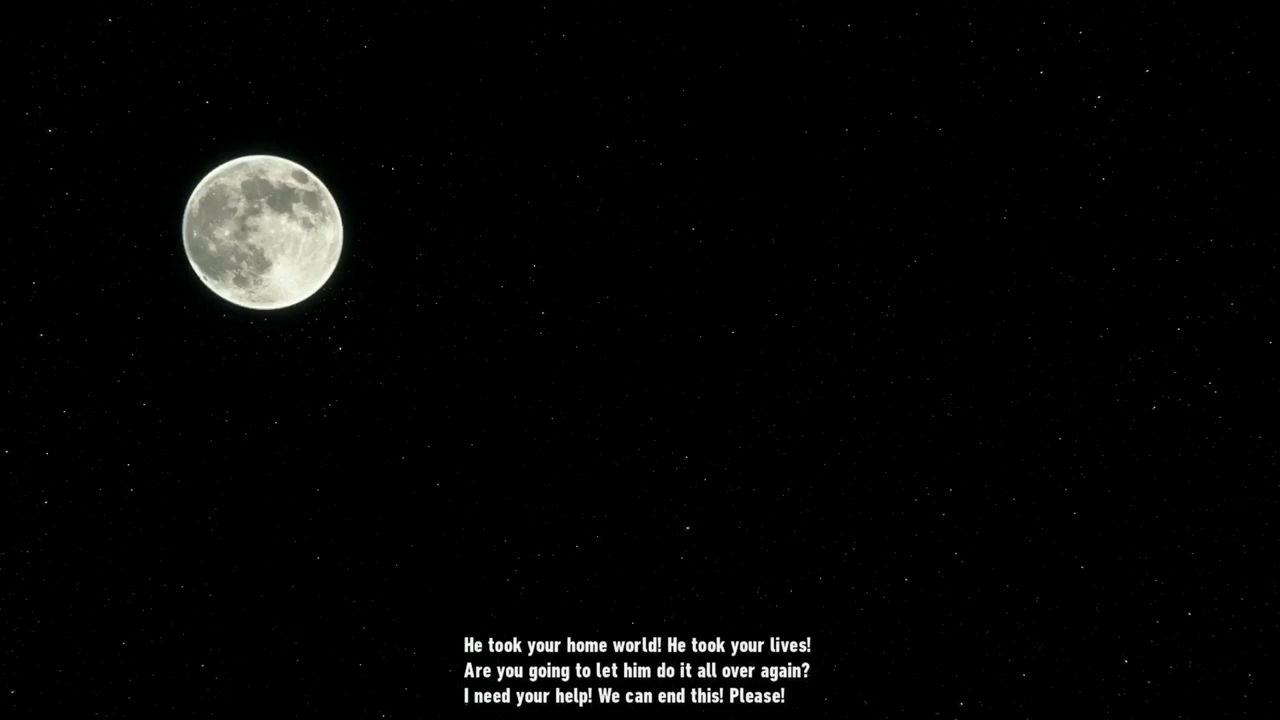 He took your home world! He took your lives!
Are you going to let him do it all over again?
I need your help! We can end this! Please!